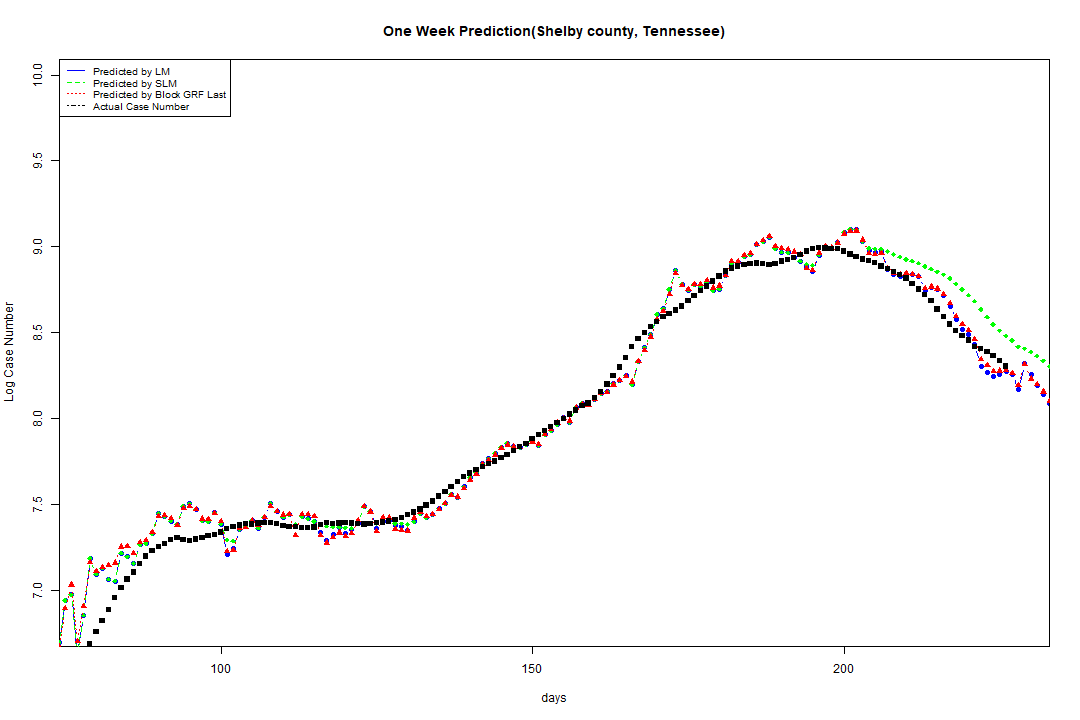 One Week Prediction(Shelby county, Tennessee)
Predicted by LM
Predicted by SLM
Predicted by Block GRF Last
Actual Case Number
10.0
9.5
9.0
8.5
8.0
7.5
7.0
Log Case Number
100 150 200
days